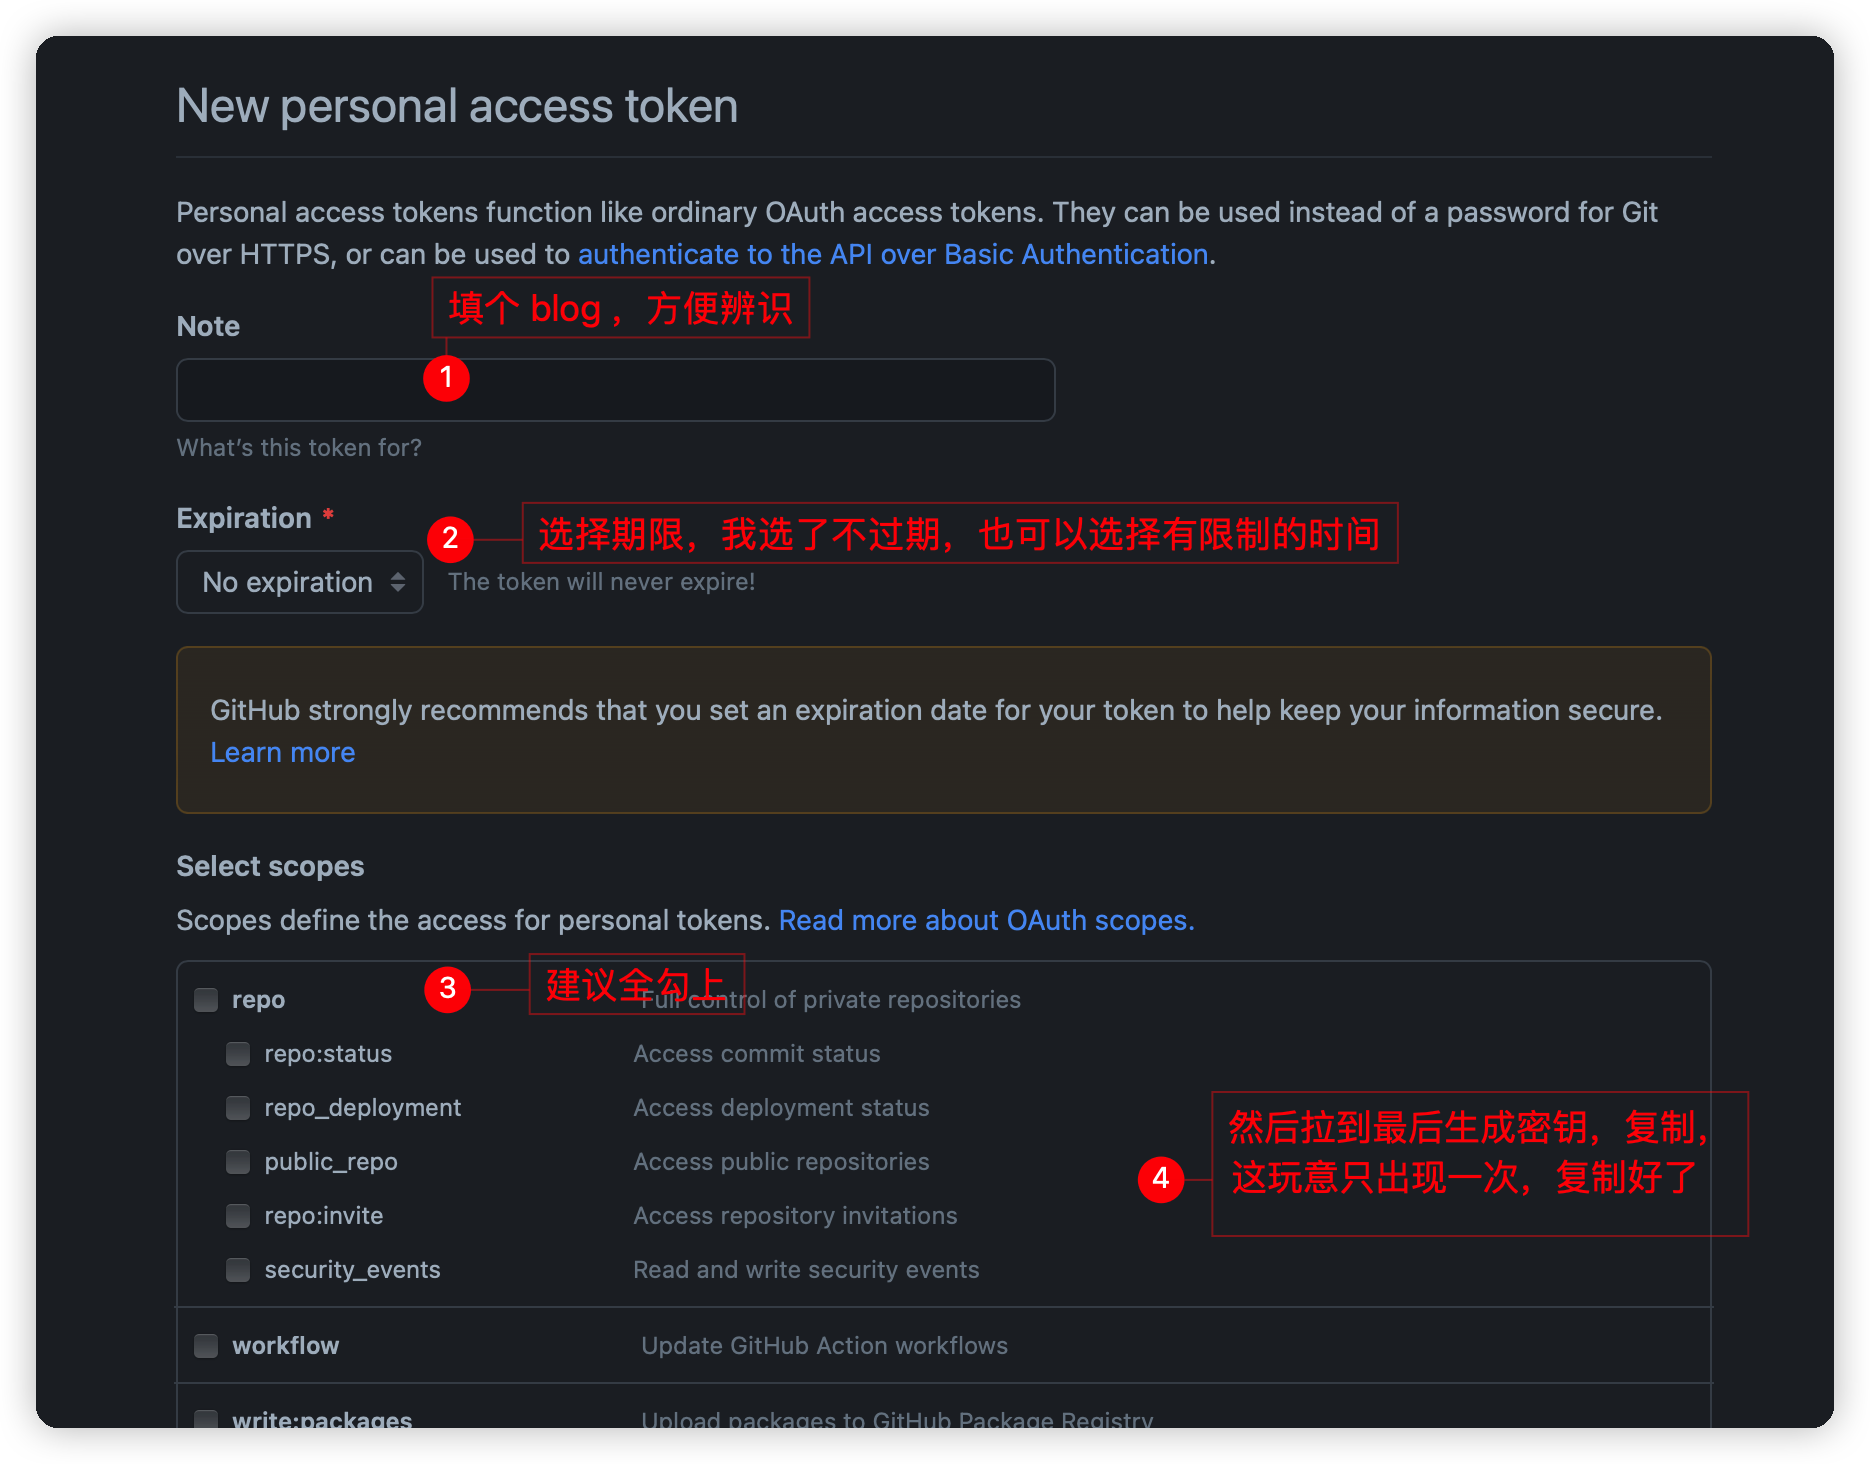 New personal access token
Personal access tokens function like ordinary OAuth access tokens. They can be used instead of a password for Git
over HTTPS, or can be used to authenticate to the API over Basic Authentication.
填个 blog ，方便辨识
Note
1
What's this token for?
Expiration *
2
选择期限，我选了不过期，也可以选择有限制的时间
No expiration
The token will never expire!
GitHub strongly recommends that you set an expiration date for your token to help keep your information secure.
Learn more
Select scopes
Scopes define the access for personal tokens. Read more about OAuth scopes.
repo
3
建议全勾上
Full control of private repositories
repo:status Access commit status
repo_deployment Access deployment status
public_repo Access public repositories
4
然后拉到最后生成密钥，复制，
这玩意只出现一次，复制好了
repo:invite Access repository invitations
security_events Read and write security events
workflow Update GitHub Action workflows
write:packages Upload packages to GitHub Package Registry